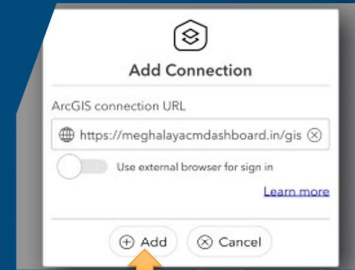 Add Connection
ArcGIS connection URL
https://meghalayacmdashboard.in/gis
Use external browser for sign in
Learn more
Add
Cancel